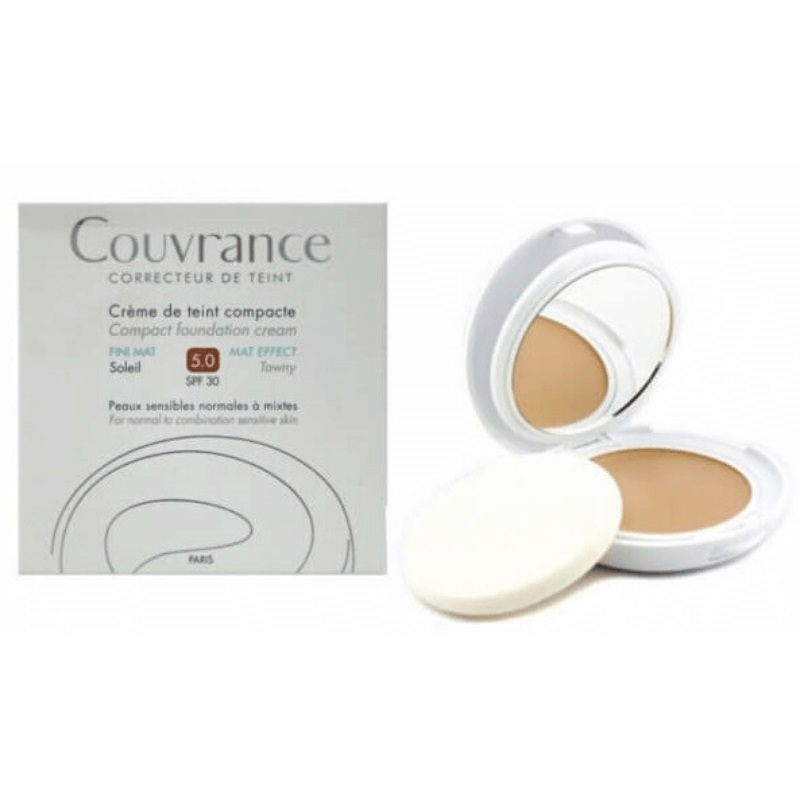 Couvrance
CORRECTEUR DE TEINT
Crème de teint compacte
Compact foundation cream
FINI MAT 5.0 MAT EFFECT
Soleil Tawny
SPF 30
Peaux sensibles normales à mixtes
For normal to combination sensitive skin
PARIS